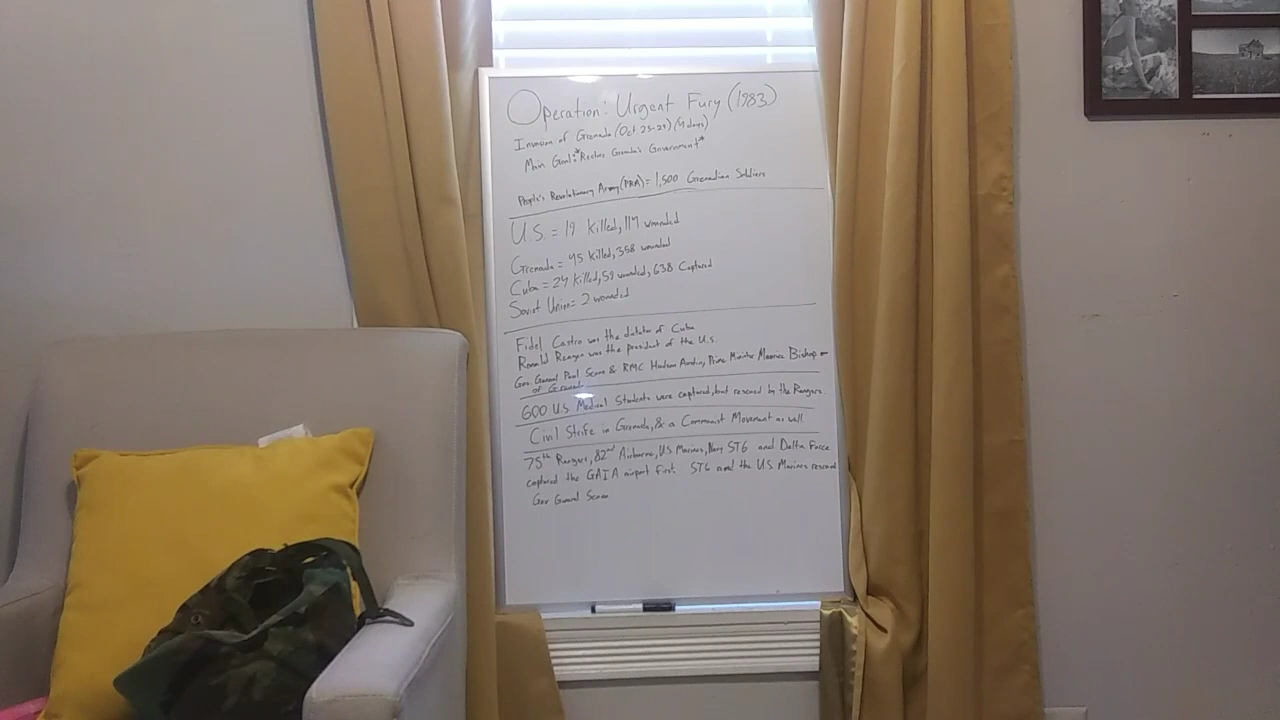 Operation: Urgent Fury (1983)
Invasion of Grenada (Oct 25-29) (4 days)
Main Goal: *Restore Grenada's Government*
People's Revolutionary Army (PRA) = 1,500 Grenadian Soldiers
U.S. = 19 killed, 117 wounded
Grenada = 45 killed, 358 wounded
Cuba = 24 killed, 59 wounded, 638 Captured
Soviet Union = 2 wounded
Fidel Castro was the dictator of Cuba
Ronald Reagan was the president of the U.S.
Gov. General Paul Scoon & RMC Hudson Austin, Prime Minister Maurice Bishop -
of Grenada
600 U.S. Medical Students were captured, but rescued by the Rangers.
Civil Strife in Grenada, & a Communist Movement as well.
75th Rangers, 82nd Airborne, US Marines, Navy ST6 and Delta Force
captured the GAIA airport first. ST6 and the U.S Marines rescued
Gov General Scoon